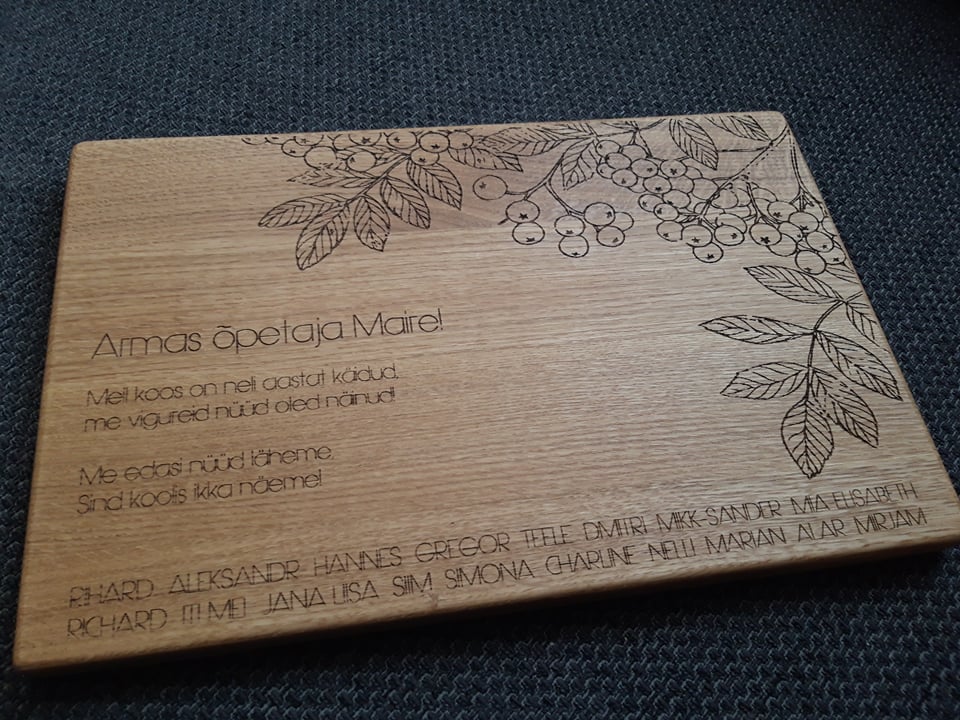 Armas õpetaja Maire!
Meil koos on neli aastat käidud,
me vigureid nüüd oled näinud!
Me edasi nüüd läheme,
Sind koolis ikka näeme!
RIHARD ALEKSANDR HANNES GREGOR TEELE DMITRI MIKK-SANDER MIA-ELISABETH
RICHARD ITI MEI JANA LIISA SIIM SIMONA CHARLINE NELLI MARIAN ALAR MIRJAM